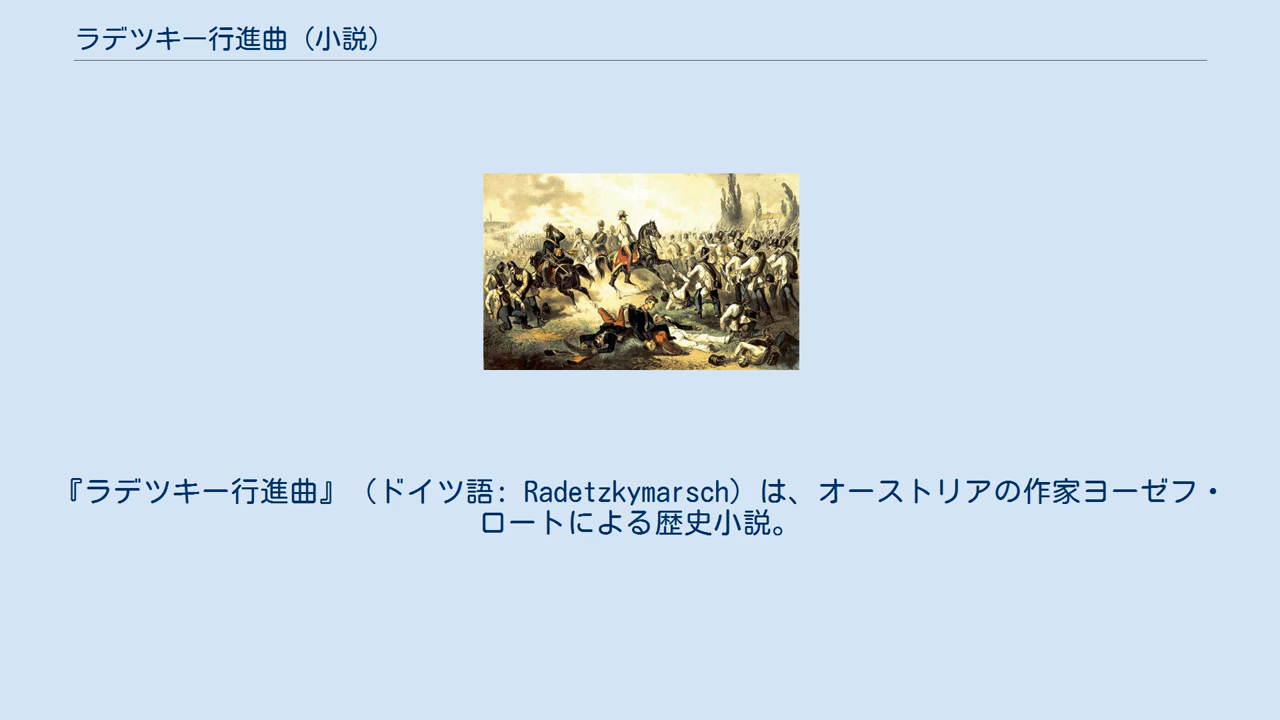 ラデツキー行進曲（小説）
『ラデツキー行進曲』（ドイツ語: Radetzkymarsch）は、オーストリアの作家ヨーゼフ・
ロートによる歴史小説。